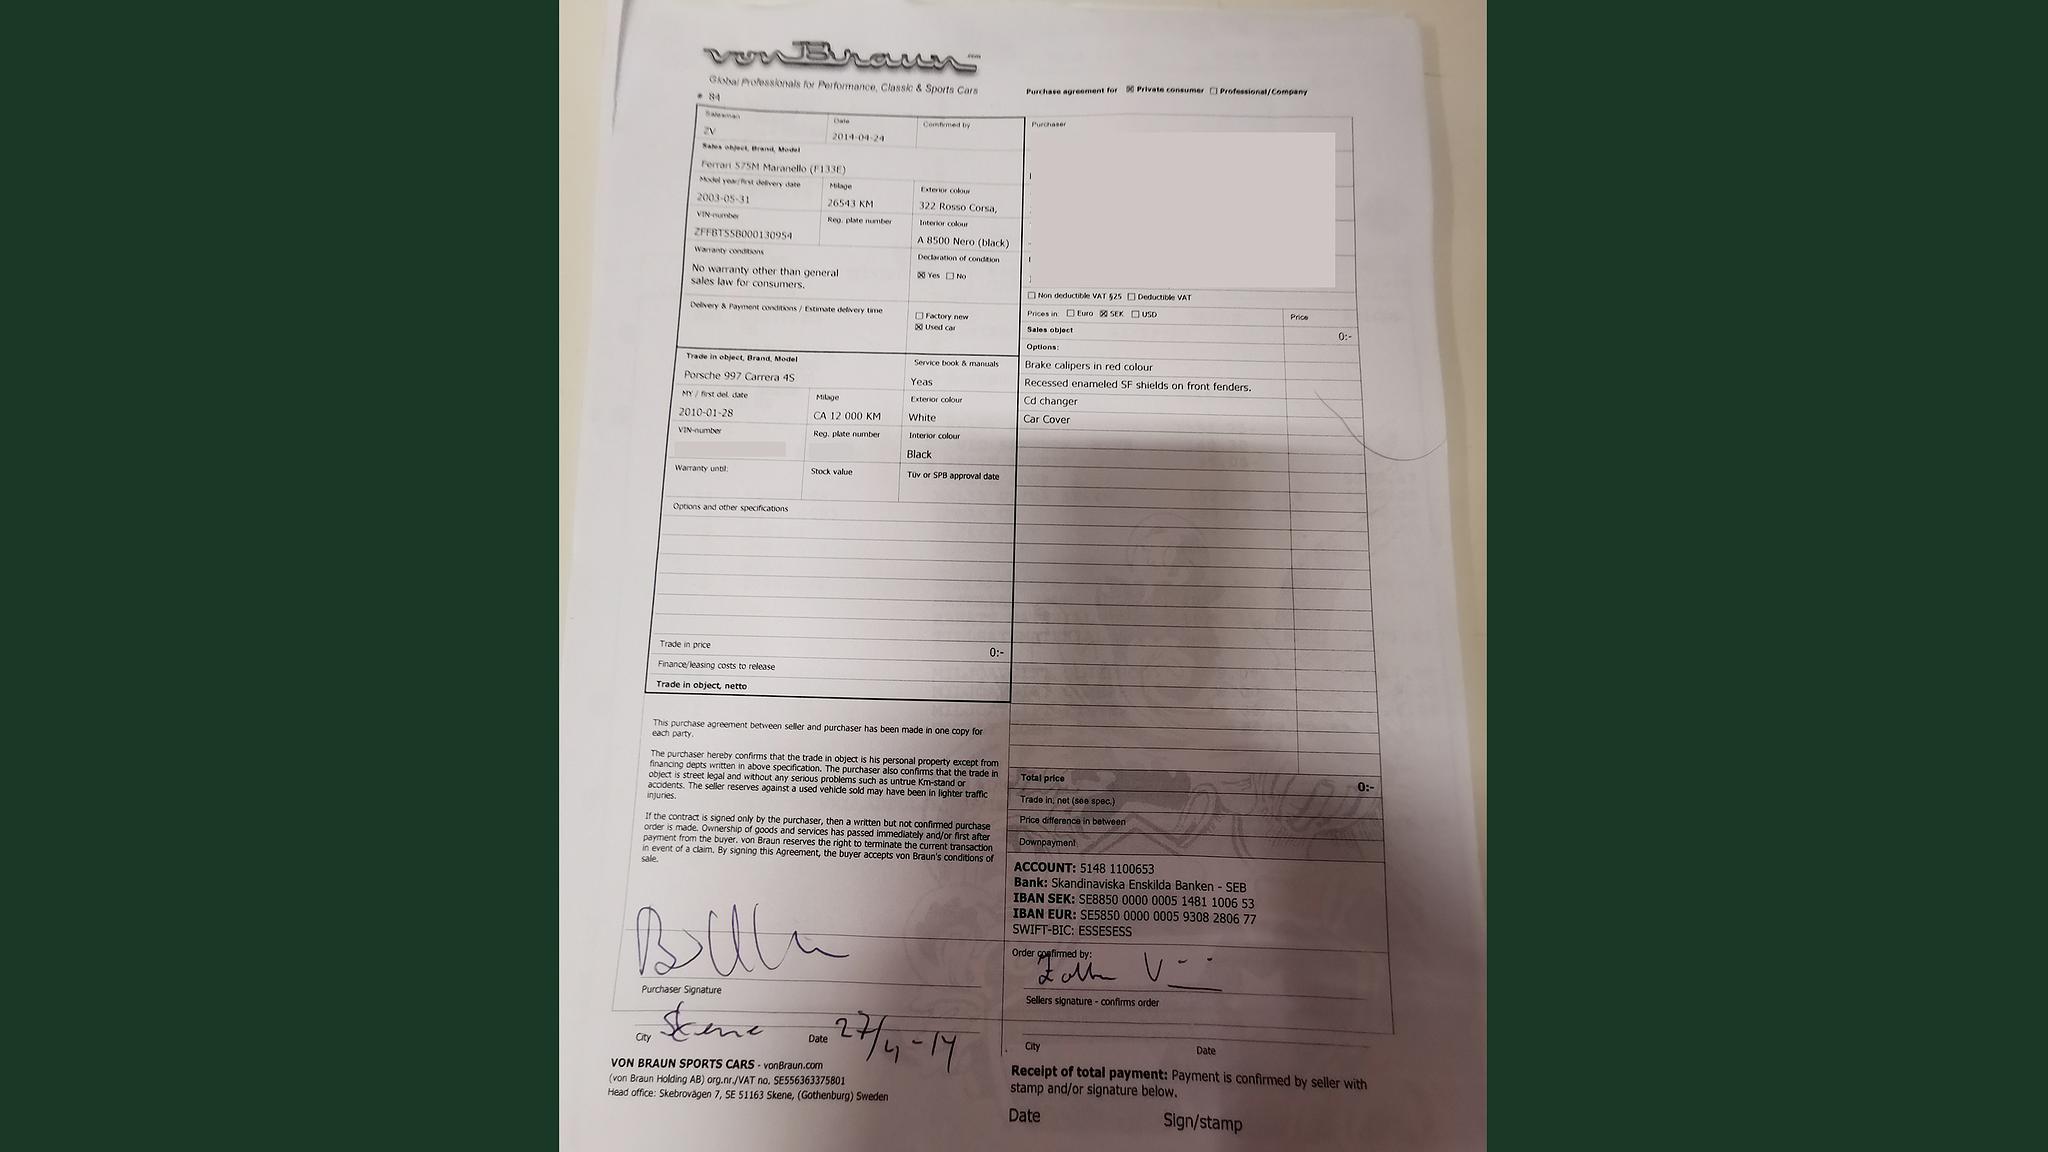 vonBraun.com
Global Professionals for Performance, Classic & Sports Cars
Purchase agreement for ☒ Private consumer ☐ Professional/Company
* 84
Salesman
ZV
Date
2014-04-24
Comfirmed by
Sales object, Brand, Model
Ferrari 575M Maranello (F133E)
Model year/first delivery date
2003-05-31
Milage
26543 KM
Exterior colour
322 Rosso Corsa,
VIN-number
ZFFBT55B000130954
Reg. plate number
Interior colour
A 8500 Nero (black)
Warranty conditions
No warranty other than general
sales law for consumers.
Declaration of condition
☒ Yes ☐ No
Delivery & Payment conditions / Estimate delivery time
☐ Factory new
☒ Used car
Trade in object, Brand, Model
Porsche 997 Carrera 4S
Service book & manuals
Yeas
MY / first del. date
2010-01-28
Milage
CA 12 000 KM
Exterior colour
White
VIN-number
Reg. plate number
Interior colour
Black
Warranty until:
Stock value
Tüv or SPB approval date
Options and other specifications
Trade in price
0:-
Finance/leasing costs to release
Trade in object, netto
Purchaser
☐ Non deductible VAT §25 ☐ Deductible VAT
Prices in: ☐ Euro ☒ SEK ☐ USD
Price
Sales object
0:-
Options:
Brake calipers in red colour
Recessed enameled SF shields on front fenders.
Cd changer
Car Cover
Total price
0:-
Trade in, net (see spec.)
Price difference in between
Downpayment
This purchase agreement between seller and purchaser has been made in one copy for
each party.
The purchaser hereby confirms that the trade in object is his personal property except from
financing depts written in above specification. The purchaser also confirms that the trade in
object is street legal and without any serious problems such as untrue Km-stand or
accidents. The seller reserves against a used vehicle sold may have been in lighter traffic
injuries.
If the contract is signed only by the purchaser, then a written but not confirmed purchase
order is made. Ownership of goods and services has passed immediately and/or first after
payment from the buyer. von Braun reserves the right to terminate the current transaction
in event of a claim. By signing this Agreement, the buyer accepts von Braun's conditions of
sale.
ACCOUNT: 5148 1100653
Bank: Skandinaviska Enskilda Banken - SEB
IBAN SEK: SE8850 0000 0005 1481 1006 53
IBAN EUR: SE5850 0000 0005 9308 2806 77
SWIFT-BIC: ESSESESS
Order confirmed by:
Purchaser Signature
Sellers signature - confirms order
City Skene Date 27/4-14
City
Date
VON BRAUN SPORTS CARS - vonBraun.com
(von Braun Holding AB) org.nr./VAT no. SE556363375801
Head office: Skebrovägen 7, SE 51163 Skene, (Gothenburg) Sweden
Receipt of total payment: Payment is confirmed by seller with
stamp and/or signature below.
Date
Sign/stamp